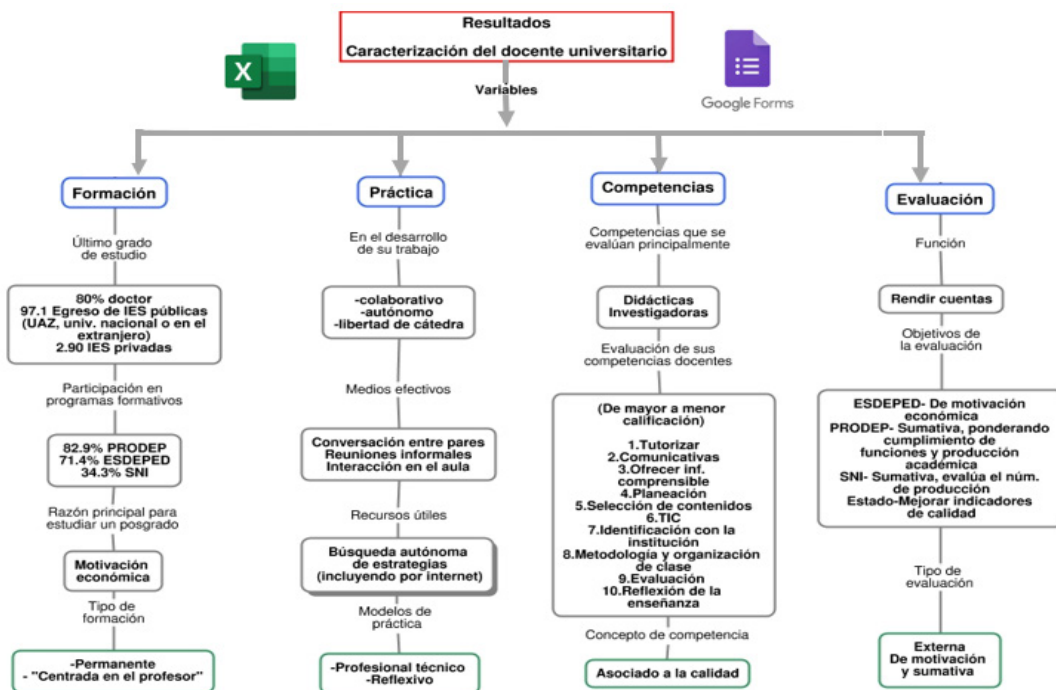 Resultados
Caracterización del docente universitario
X
Google Forms
Variables
Formación
Último grado
de estudio
80% doctor
97.1 Egreso de IES públicas
(UAZ, univ. nacional o en el
extranjero)
2.90 IES privadas
Participación en
programas formativos
82.9% PRODEP
71.4% ESDEPED
34.3% SNI
Razón principal para
estudiar un posgrado
Motivación
económica
Tipo de
formación
-Permanente
- "Centrada en el profesor"
Práctica
En el desarrollo
de su trabajo
-colaborativo
-autónomo
-libertad de cátedra
Medios efectivos
Conversación entre pares
Reuniones informales
Interacción en el aula
Recursos útiles
Búsqueda autónoma
de estrategias
(incluyendo por internet)
Modelos de
práctica
-Profesional técnico
-Reflexivo
Competencias
Competencias que se
evalúan principalmente
Didácticas
Investigadoras
Evaluación de sus
competencias docentes
(De mayor a menor
calificación)
1.Tutorizar
2.Comunicativas
3.Ofrecer inf.
comprensible
4.Planeación
5.Selección de contenidos
6.TIC
7.Identificación con la
institución
8.Metodología y organización
de clase
9.Evaluación
10.Reflexión de la
enseñanza
Concepto de competencia
Asociado a la calidad
Evaluación
Función
Rendir cuentas
Objetivos de
la evaluación
ESDEPED- De motivación
económica
PRODEP- Sumativa, ponderando
cumplimiento de
funciones y producción
académica
SNI- Sumativa, evalúa el núm.
de producción
Estado-Mejorar indicadores
de calidad
Tipo de
evaluación
Externa
De motivación
y sumativa